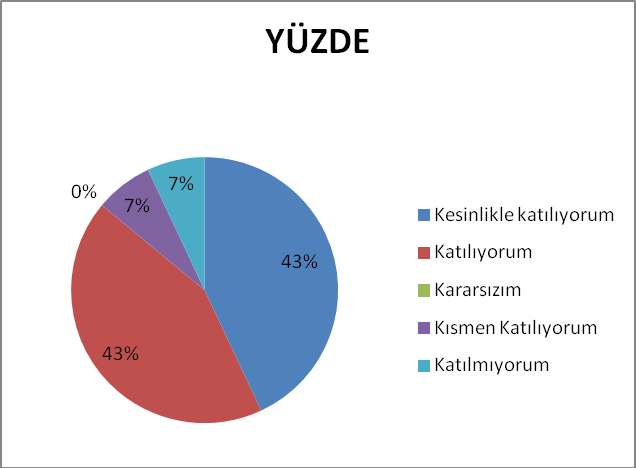 YÜZDE
0%
7%
7%
43%
43%
Kesinlikle katılıyorum
Katılıyorum
Kararsızım
Kısmen Katılıyorum
Katılmıyorum